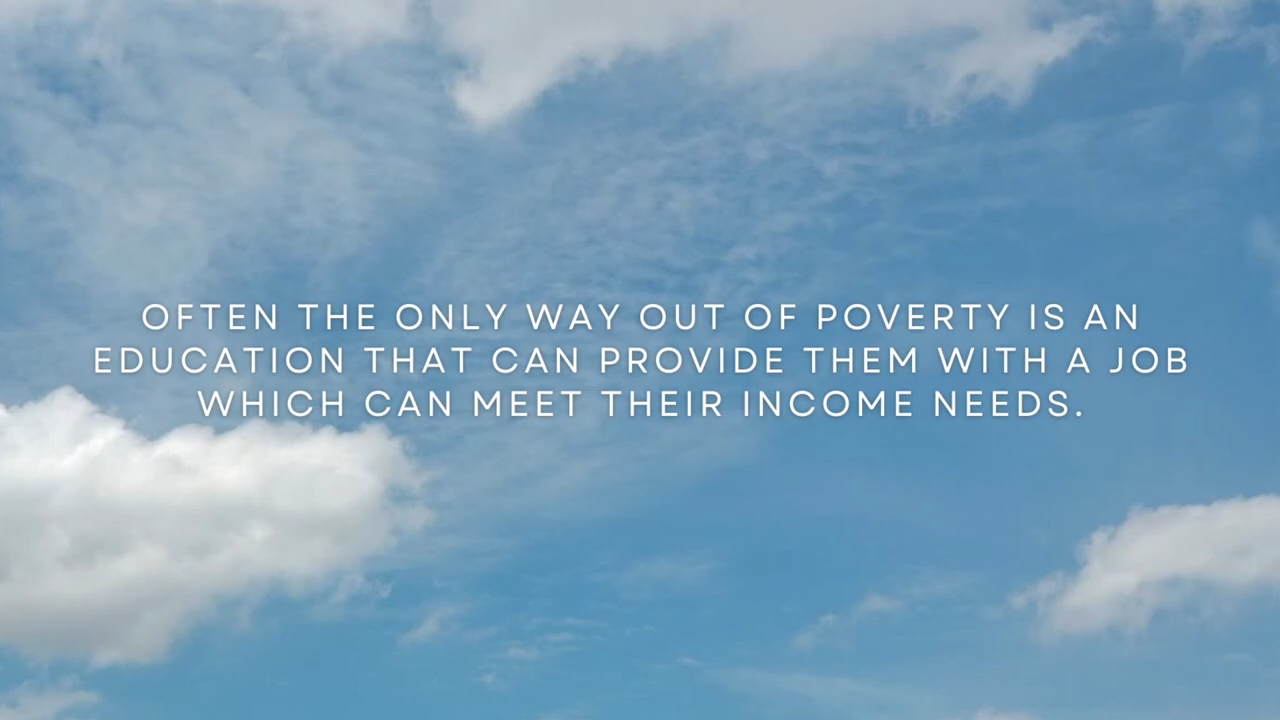 OFTEN THE ONLY WAY OUT OF POVERTY IS AN
EDUCATION THAT CAN PROVIDE THEM WITH A JOB
WHICH CAN MEET THEIR INCOME NEEDS.